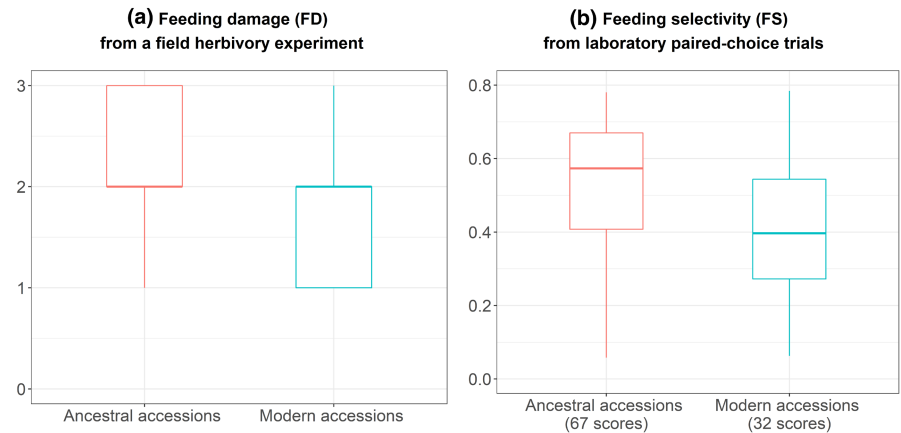 (a) Feeding damage (FD)
from a field herbivory experiment
3
2
1
0
Ancestral accessions
Modern accessions
(b) Feeding selectivity (FS)
from laboratory paired-choice trials
0.8
0.6
0.4
0.2
0.0
Ancestral accessions
(67 scores)
Modern accessions
(32 scores)